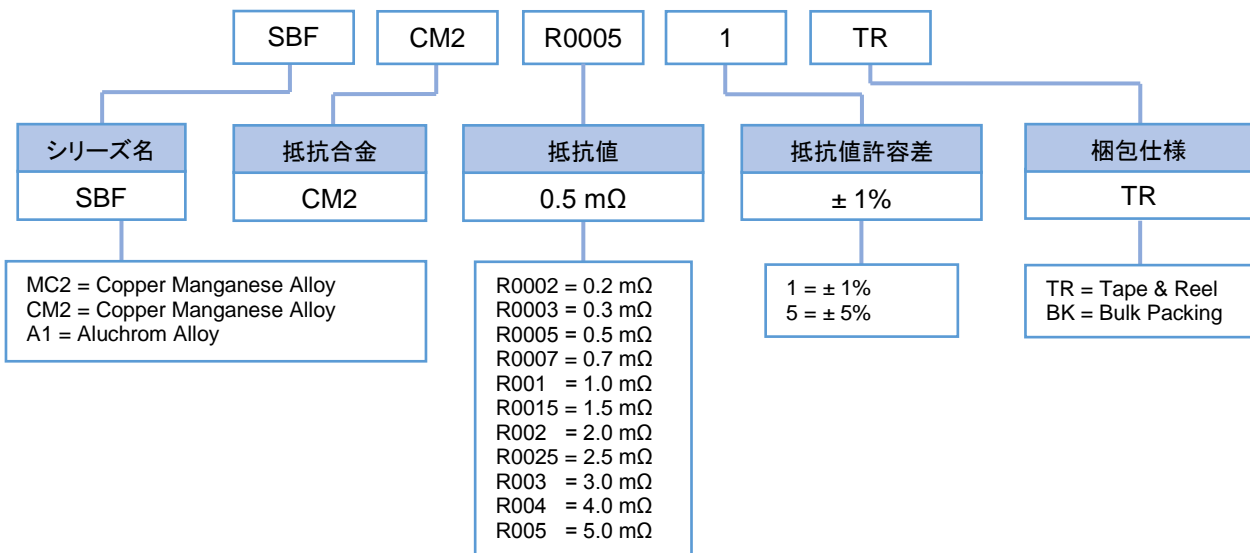 SBF CM2 R0005 1 TR
シリーズ名
SBF
抵抗合金
CM2
抵抗値
0.5 mΩ
抵抗値許容差
± 1%
梱包仕様
TR
MC2 = Copper Manganese Alloy
CM2 = Copper Manganese Alloy
A1 = Aluchrom Alloy
R0002 = 0.2 mΩ
R0003 = 0.3 mΩ
R0005 = 0.5 mΩ
R0007 = 0.7 mΩ
R001 = 1.0 mΩ
R0015 = 1.5 mΩ
R002 = 2.0 mΩ
R0025 = 2.5 mΩ
R003 = 3.0 mΩ
R004 = 4.0 mΩ
R005 = 5.0 mΩ
1 = ± 1%
5 = ± 5%
TR = Tape & Reel
BK = Bulk Packing